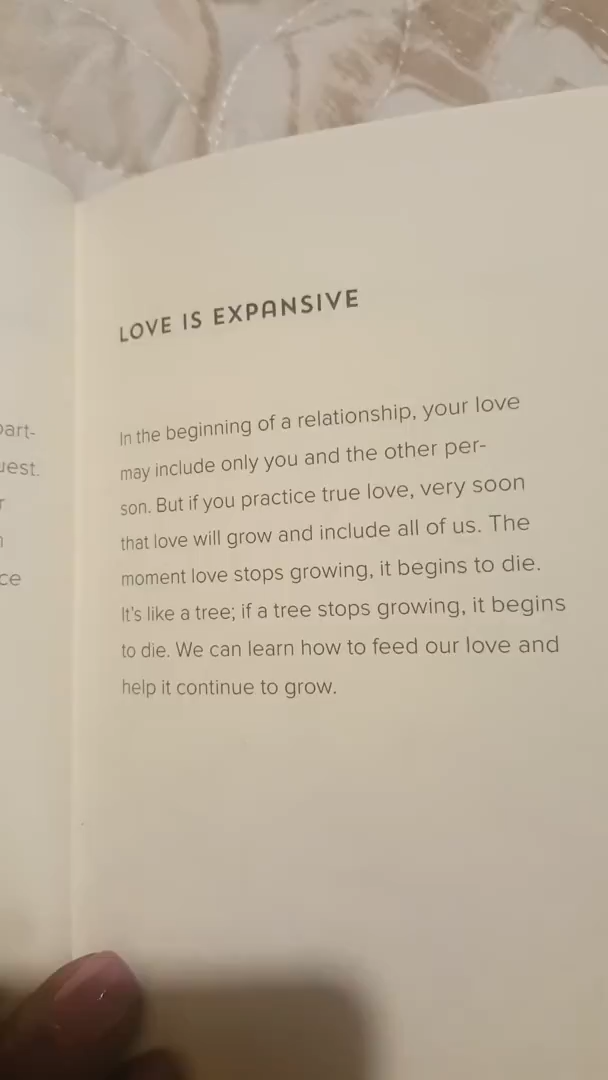 LOVE IS EXPANSIVE
In the beginning of a relationship, your love
may include only you and the other per-
son. But if you practice true love, very soon
that love will grow and include all of us. The
moment love stops growing, it begins to die.
It's like a tree; if a tree stops growing, it begins
to die. We can learn how to feed our love and
help it continue to grow.